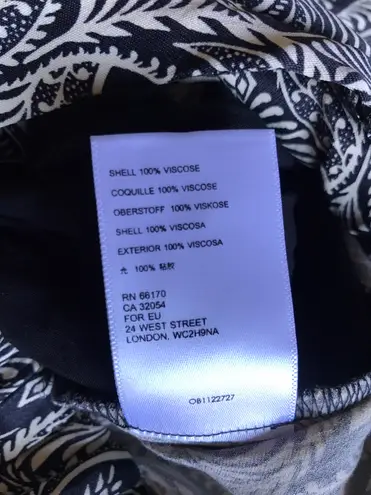 SHELL 100% VISCOSE
COQUILLE 100% VISCOSE
OBERSTOFF 100% VISKOSE
SHELL 100% VISCOSA
EXTERIOR 100% VISCOSA
100% 粘胶
RN 66170
CA 32054
FOR EU
24 WEST STREET
LONDON, WC2H9NA
OB1122727